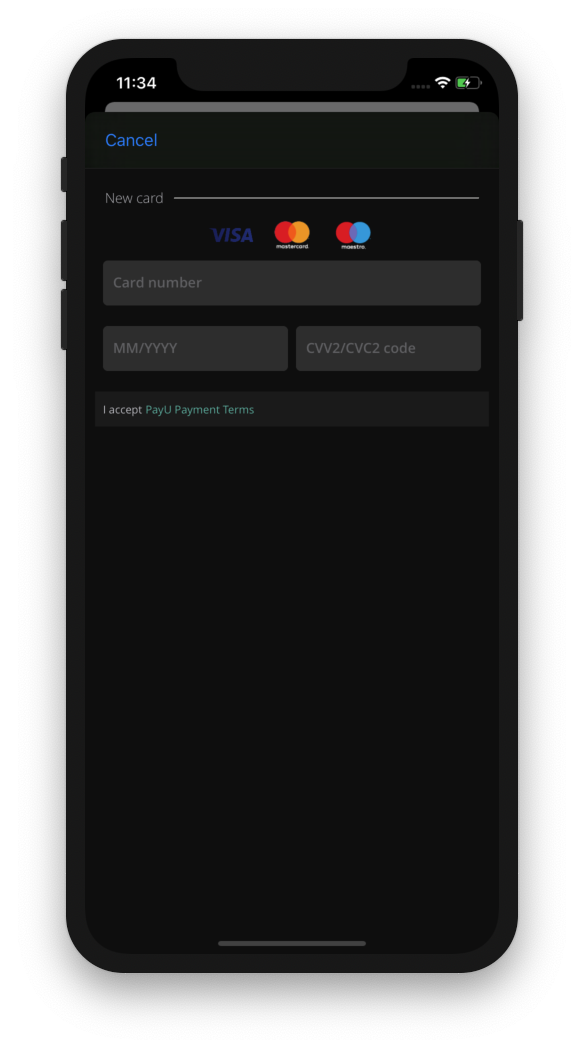 11:34
Cancel
New card
VISA
mastercard.
maestro.
Card number
MM/YYYY
CVV2/CVC2 code
I accept PayU Payment Terms